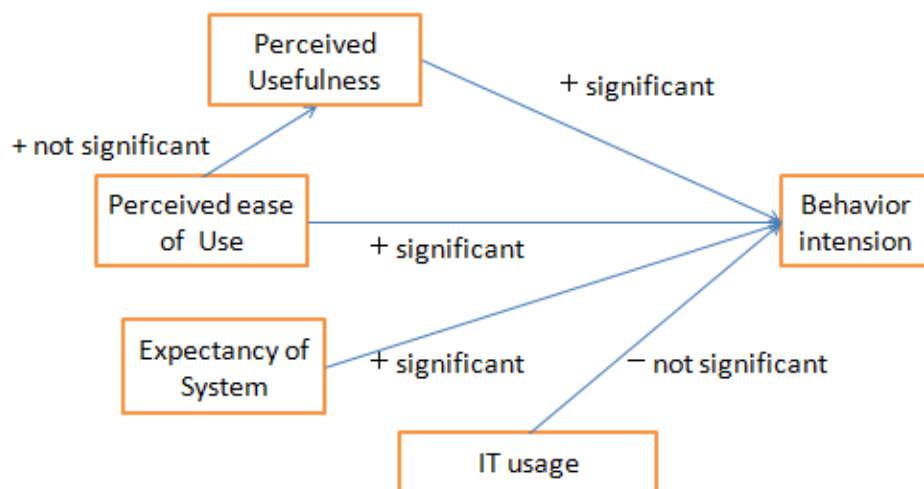 Perceived
Usefulness
+ significant
+ not significant
Perceived ease
of Use
Behavior
intension
+ significant
Expectancy of
System
+ significant
− not significant
IT usage